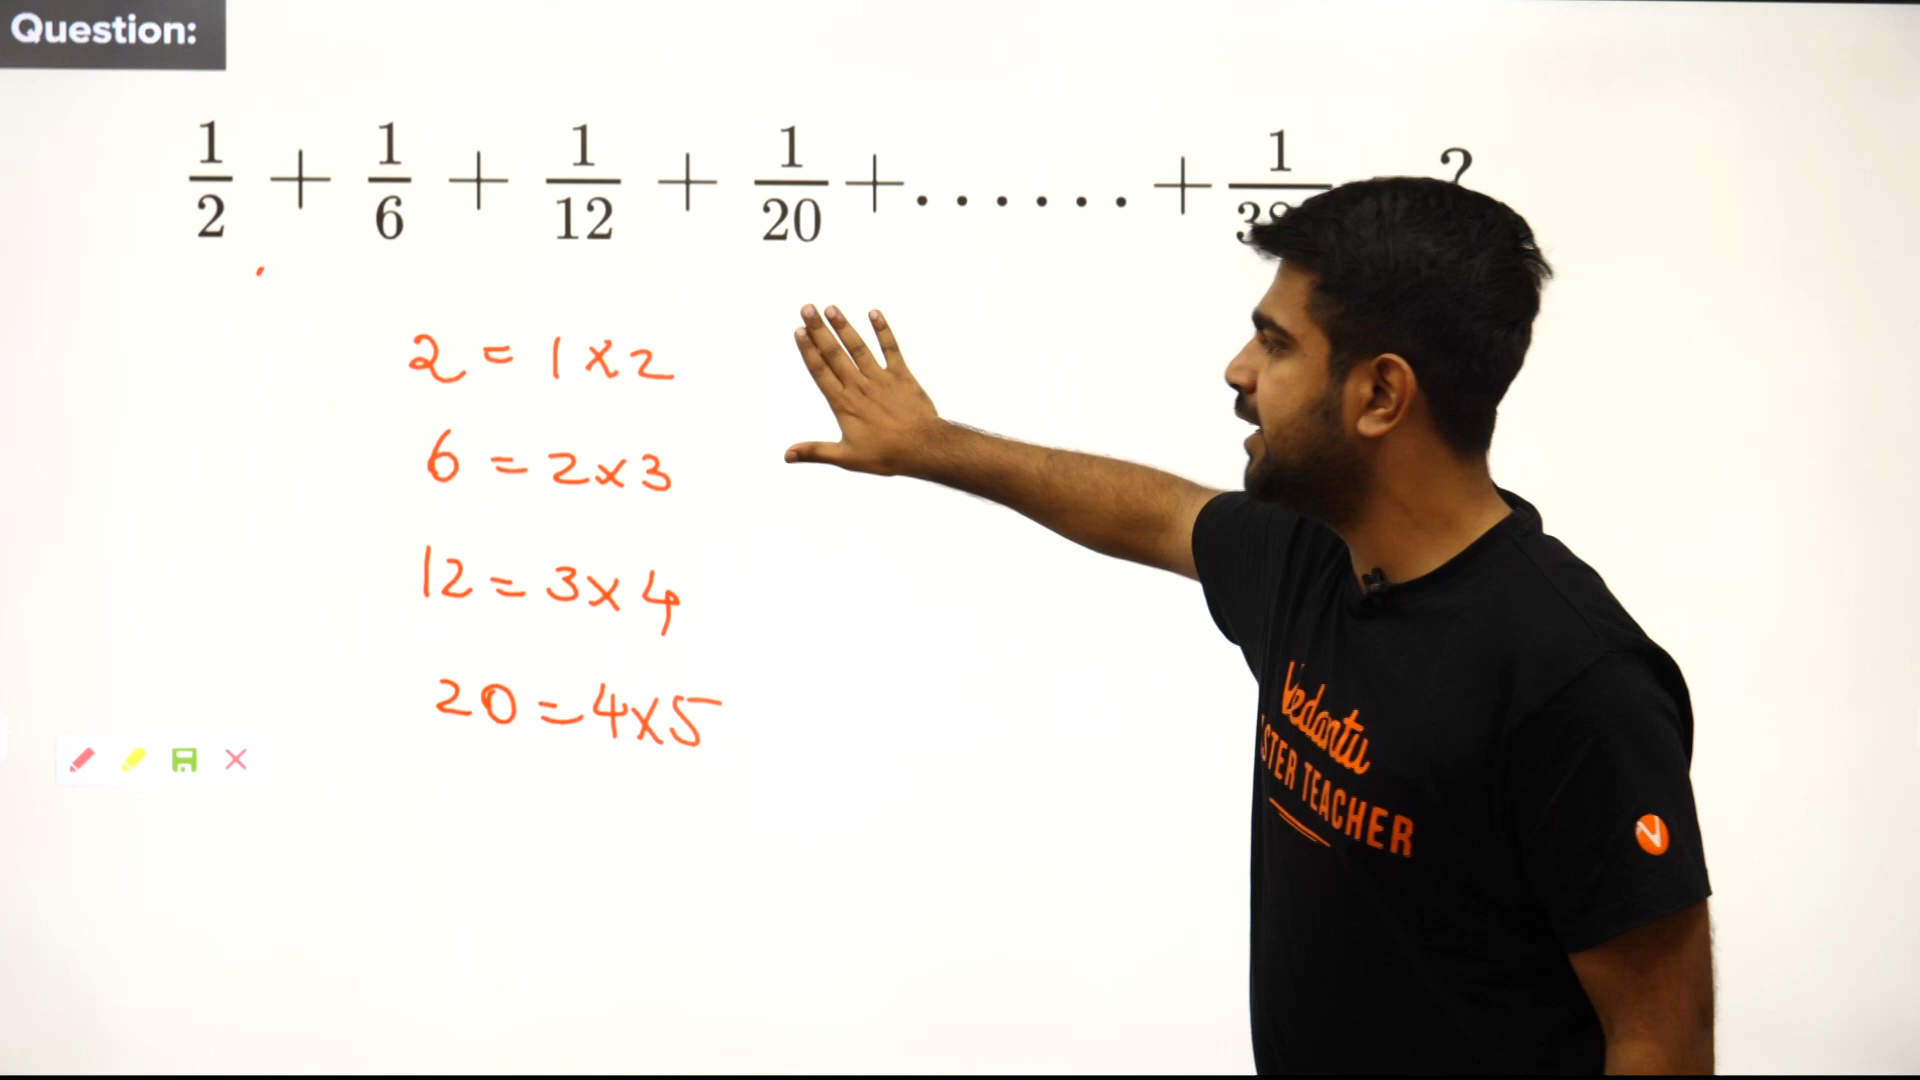 Question:
1/2 + 1/6 + 1/12 + 1/20 + ...... + 1/38 ?
2 = 1 x 2
6 = 2 x 3
12 = 3 x 4
20 = 4 x 5
Vedantu
STER TEACHER